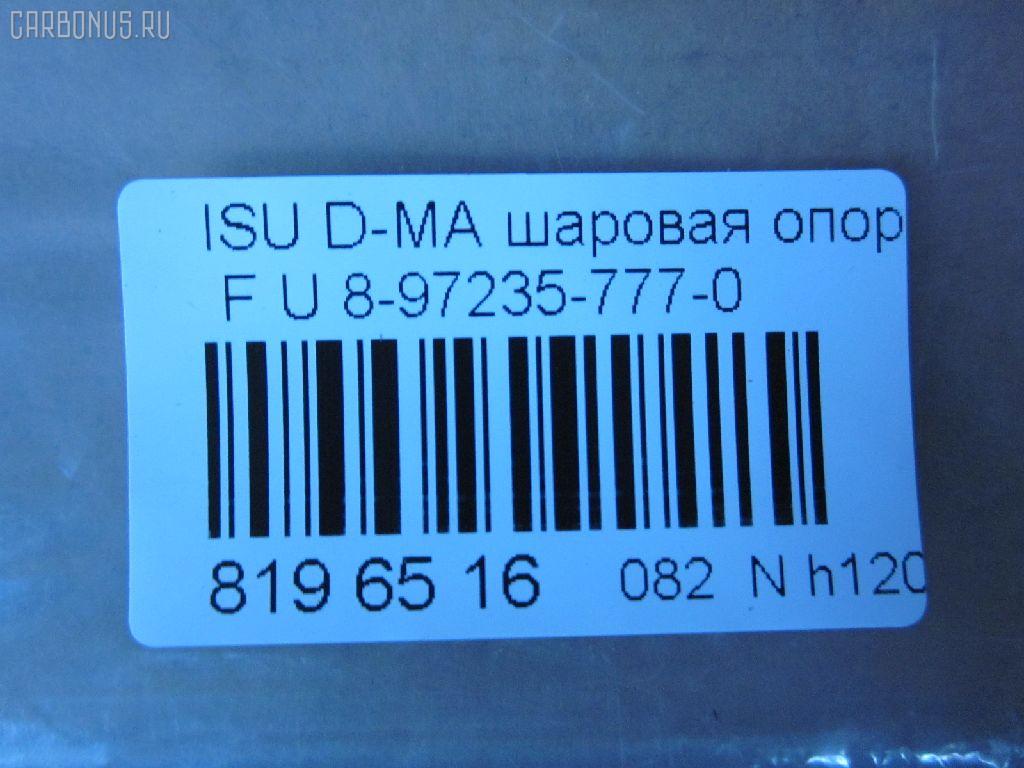 CARBONUS.RU
ISU D-MA шаровая опор
F U 8-97235-777-0
819 65 16 082 N h120